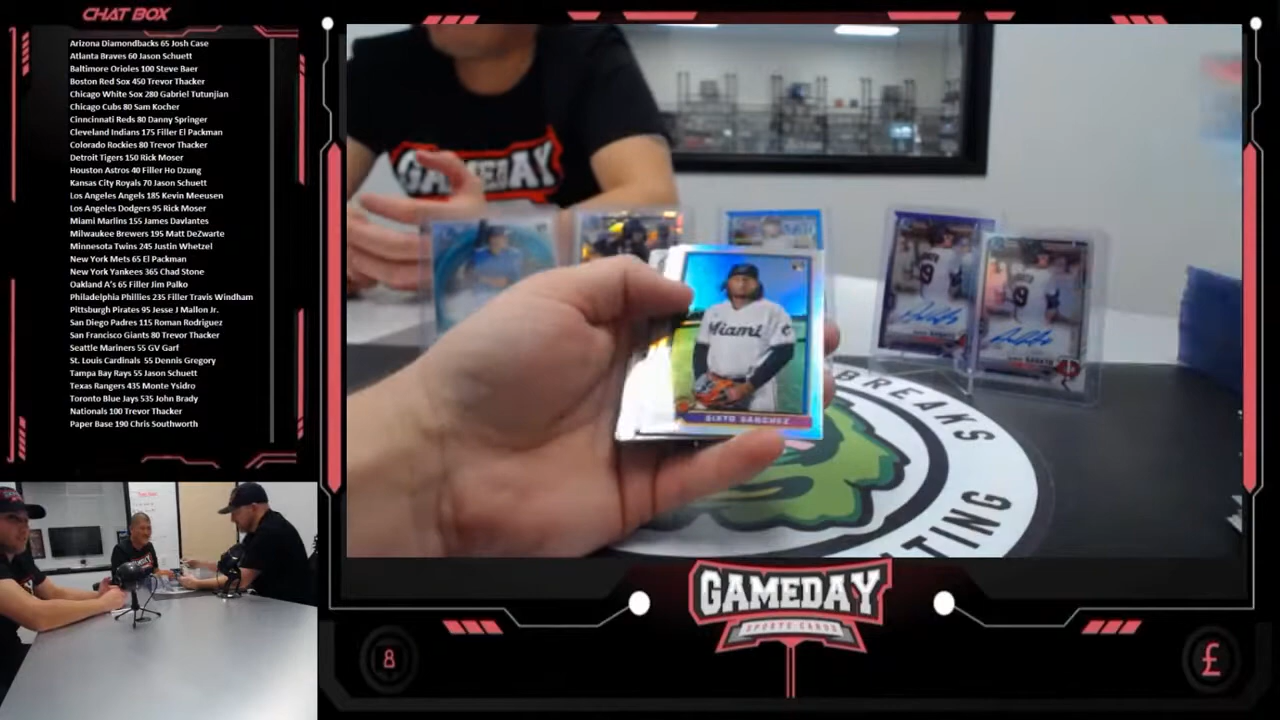 CHAT BOX
Arizona Diamondbacks 65 Josh Case
Atlanta Braves 60 Jason Schuett
Baltimore Orioles 100 Steve Baer
Boston Red Sox 450 Trevor Thacker
Chicago White Sox 280 Gabriel Tutunjian
Chicago Cubs 80 Sam Kocher
Cinncinnati Reds 80 Danny Springer
Cleveland Indians 175 Filler El Packman
Colorado Rockies 80 Trevor Thacker
Detroit Tigers 150 Rick Moser
Houston Astros 40 Filler Ho Dzung
Kansas City Royals 70 Jason Schuett
Los Angeles Angels 185 Kevin Meeusen
Los Angeles Dodgers 95 Rick Moser
Miami Marlins 155 James Davlantes
Milwaukee Brewers 195 Matt DeZwarte
Minnesota Twins 245 Justin Whetzel
New York Mets 65 El Packman
New York Yankees 365 Chad Stone
Oakland A's 65 Filler Jim Palko
Philadelphia Phillies 235 Filler Travis Windham
Pittsburgh Pirates 95 Jesse J Mallon Jr.
San Diego Padres 115 Roman Rodriguez
San Francisco Giants 80 Trevor Thacker
Seattle Mariners 55 GV Garf
St. Louis Cardinals 55 Dennis Gregory
Tampa Bay Rays 55 Jason Schuett
Texas Rangers 435 Monte Ysidro
Toronto Blue Jays 535 John Brady
Nationals 100 Trevor Thacker
Paper Base 190 Chris Southworth
GAMEDAY
Miami
SIXTO SANCHEZ
BREAKS
TING
GAMEDAY
SPORTS CARDS
8
£